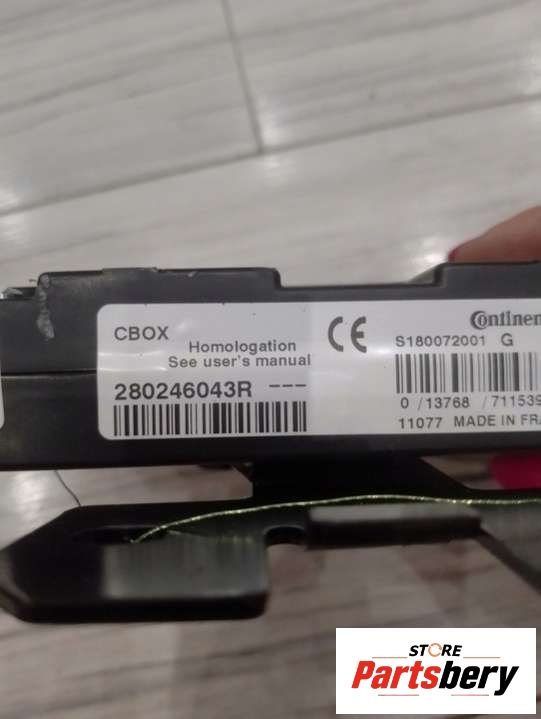 CBOX
Homologation
See user's manual
280246043R ---
CE
Continen
S180072001 G
0 /13768 /711539
11077 MADE IN FRA
STORE
Partsbery